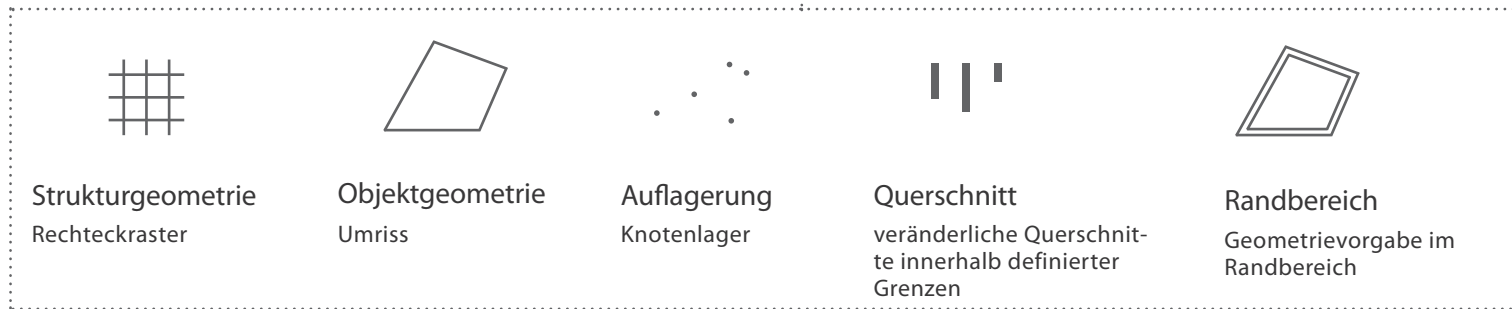 Strukturgeometrie
Rechteckraster
Objektgeometrie
Umriss
Auflagerung
Knotenlager
Querschnitt
veränderliche Querschnit-
te innerhalb definierter
Grenzen
Randbereich
Geometrievorgabe im
Randbereich